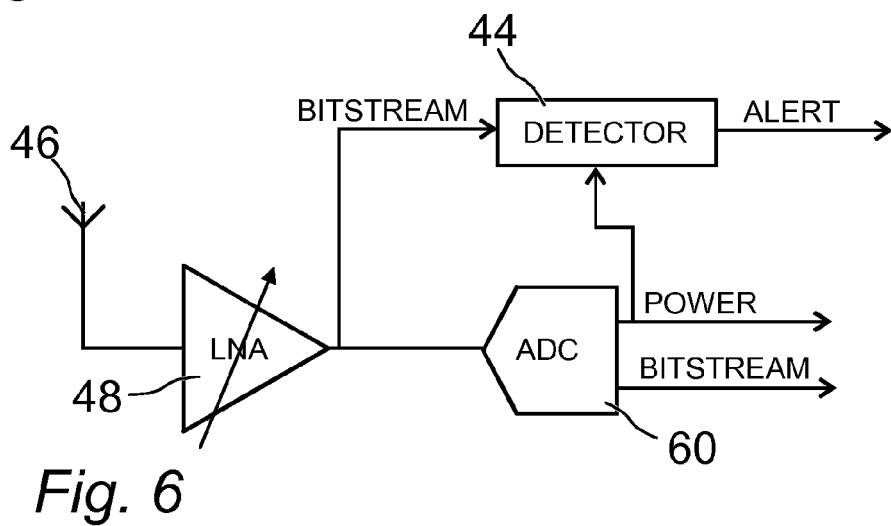 44
BITSTREAM
DETECTOR
ALERT
46
POWER
LNA
ADC
BITSTREAM
48
60
Fig. 6